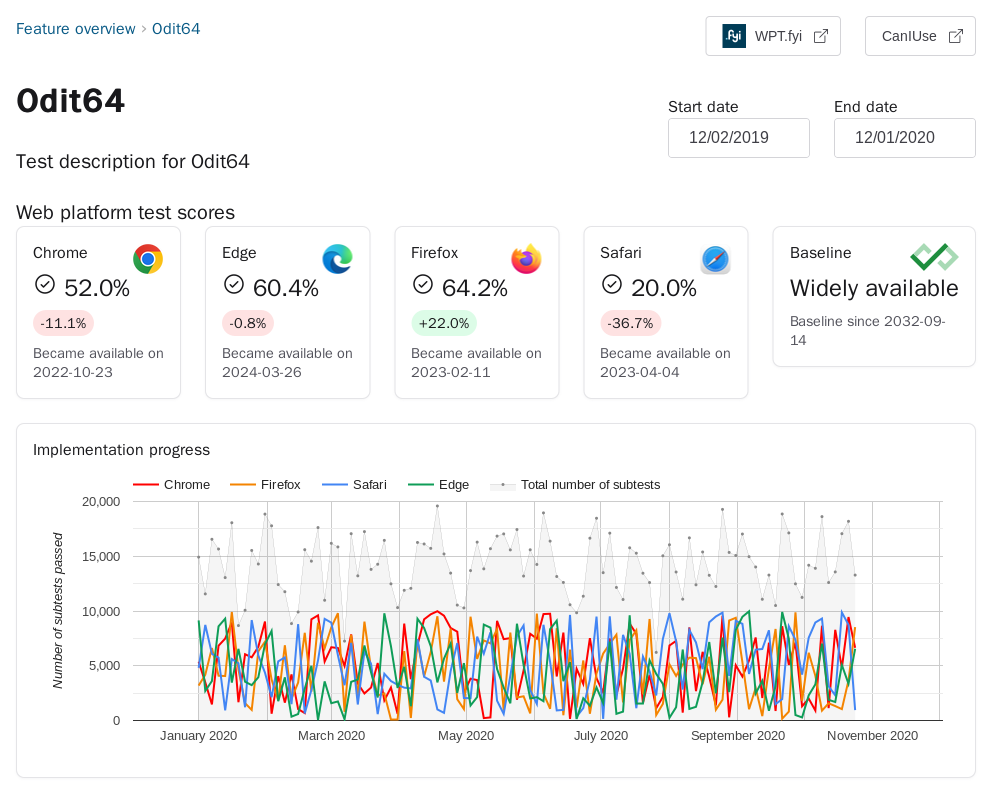 Feature overview › Odit64
.fyi WPT.fyi
CanIUse
Odit64
Start date
End date
12/02/2019
12/01/2020
Test description for Odit64
Web platform test scores
Chrome
52.0%
-11.1%
Became available on
2022-10-23
Edge
60.4%
-0.8%
Became available on
2024-03-26
Firefox
64.2%
+22.0%
Became available on
2023-02-11
Safari
20.0%
-36.7%
Became available on
2023-04-04
Baseline
Widely available
Baseline since 2032-09-
14
Implementation progress
Chrome Firefox Safari Edge Total number of subtests
Number of subtests passed
20,000
15,000
10,000
5,000
0
January 2020 March 2020 May 2020 July 2020 September 2020 November 2020